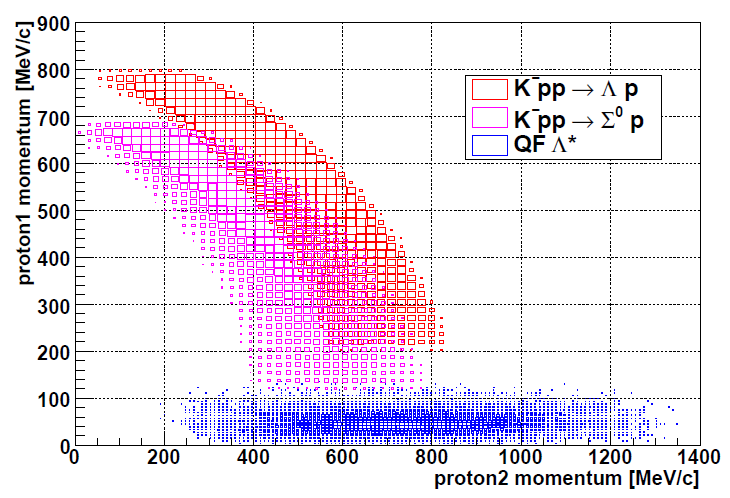 proton1 momentum [MeV/c]
900
800
700
600
500
400
300
200
100
0
K⁻pp → Λ p
K⁻pp → Σ⁰ p
QF Λ*
0 200 400 600 800 1000 1200 1400
proton2 momentum [MeV/c]